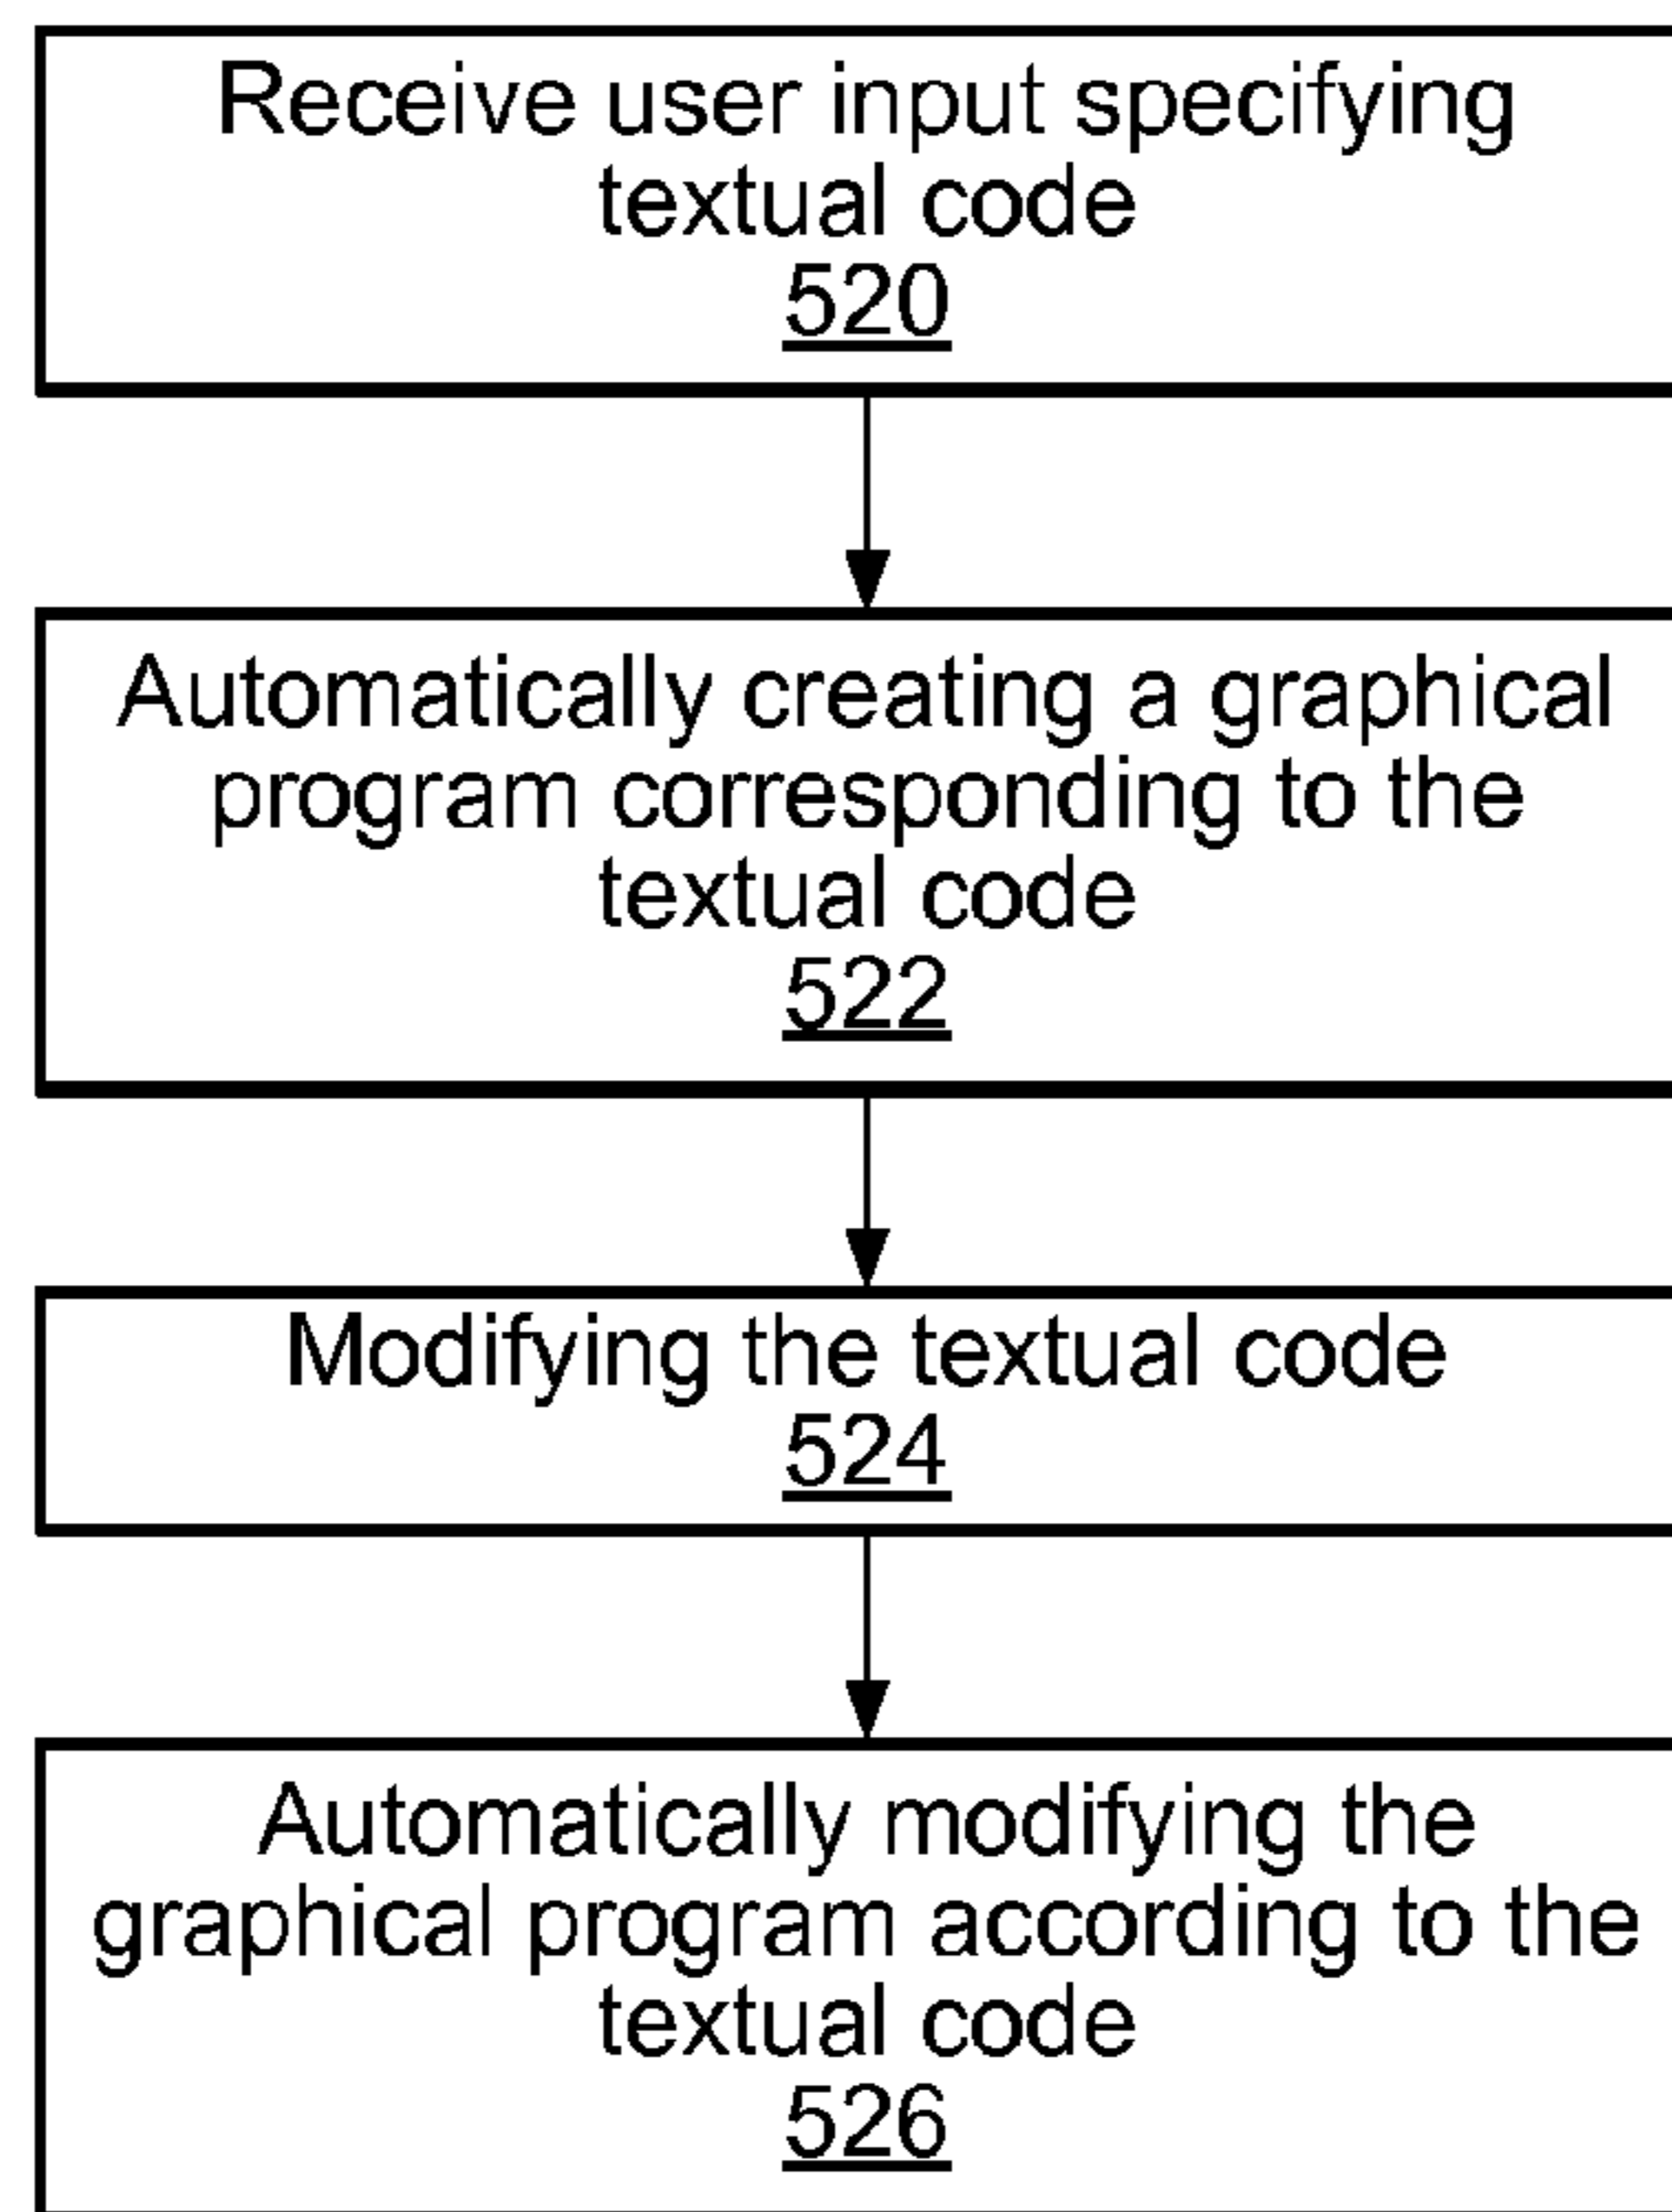 Receive user input specifying
textual code
520
Automatically creating a graphical
program corresponding to the
textual code
522
Modifying the textual code
524
Automatically modifying the
graphical program according to the
textual code
526